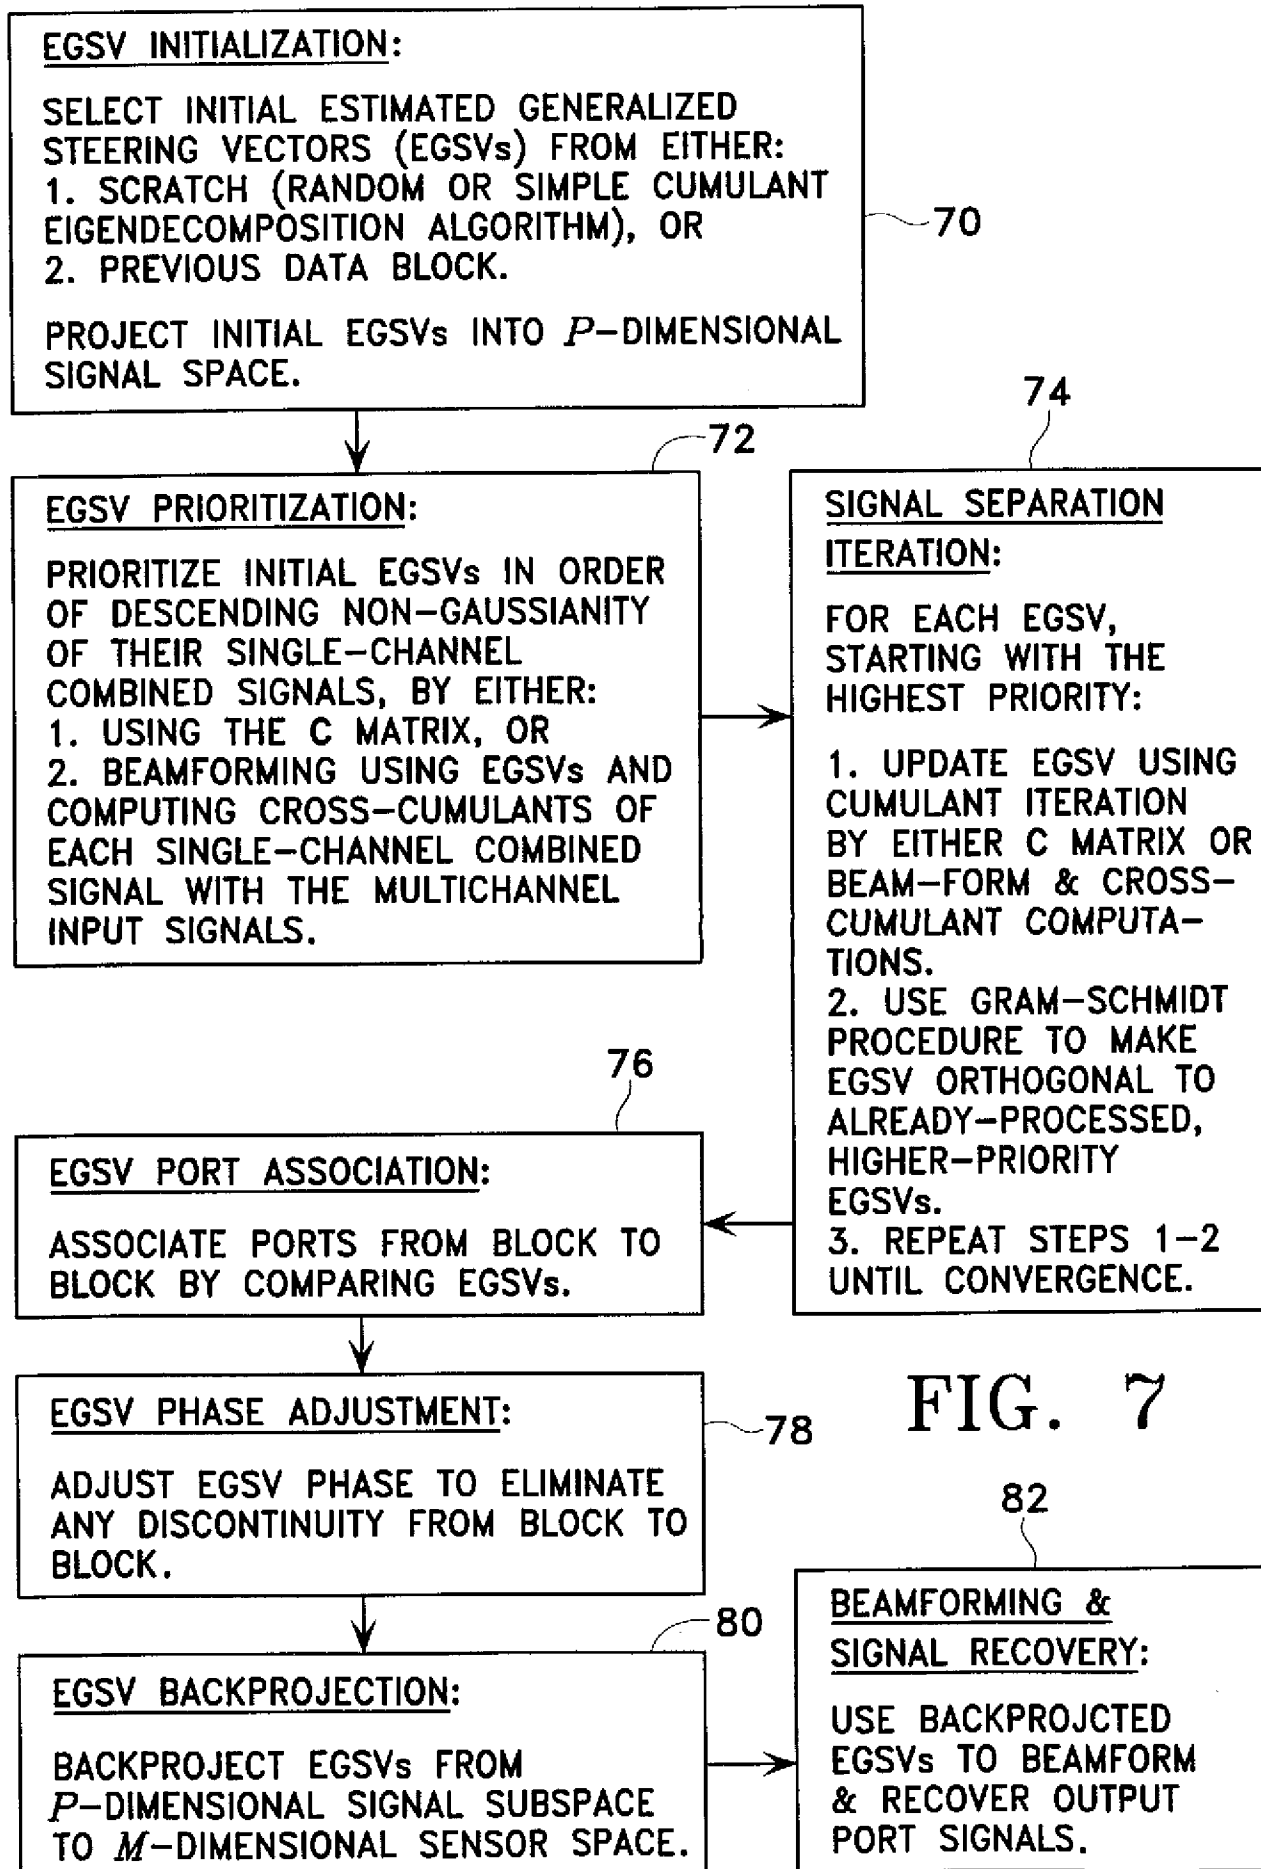 EGSV INITIALIZATION:
SELECT INITIAL ESTIMATED GENERALIZED
STEERING VECTORS (EGSVs) FROM EITHER:
1. SCRATCH (RANDOM OR SIMPLE CUMULANT
EIGENDECOMPOSITION ALGORITHM), OR
2. PREVIOUS DATA BLOCK.
PROJECT INITIAL EGSVs INTO P-DIMENSIONAL
SIGNAL SPACE.
70
72
EGSV PRIORITIZATION:
PRIORITIZE INITIAL EGSVs IN ORDER
OF DESCENDING NON-GAUSSIANITY
OF THEIR SINGLE-CHANNEL
COMBINED SIGNALS, BY EITHER:
1. USING THE C MATRIX, OR
2. BEAMFORMING USING EGSVs AND
COMPUTING CROSS-CUMULANTS OF
EACH SINGLE-CHANNEL COMBINED
SIGNAL WITH THE MULTICHANNEL
INPUT SIGNALS.
74
SIGNAL SEPARATION
ITERATION:
FOR EACH EGSV,
STARTING WITH THE
HIGHEST PRIORITY:
1. UPDATE EGSV USING
CUMULANT ITERATION
BY EITHER C MATRIX OR
BEAM-FORM & CROSS-
CUMULANT COMPUTA-
TIONS.
2. USE GRAM-SCHMIDT
PROCEDURE TO MAKE
EGSV ORTHOGONAL TO
ALREADY-PROCESSED,
HIGHER-PRIORITY
EGSVs.
3. REPEAT STEPS 1-2
UNTIL CONVERGENCE.
76
EGSV PORT ASSOCIATION:
ASSOCIATE PORTS FROM BLOCK TO
BLOCK BY COMPARING EGSVs.
EGSV PHASE ADJUSTMENT:
ADJUST EGSV PHASE TO ELIMINATE
ANY DISCONTINUITY FROM BLOCK TO
BLOCK.
78
FIG. 7
80
EGSV BACKPROJECTION:
BACKPROJECT EGSVs FROM
P-DIMENSIONAL SIGNAL SUBSPACE
TO M-DIMENSIONAL SENSOR SPACE.
82
BEAMFORMING &
SIGNAL RECOVERY:
USE BACKPROJCTED
EGSVs TO BEAMFORM
& RECOVER OUTPUT
PORT SIGNALS.